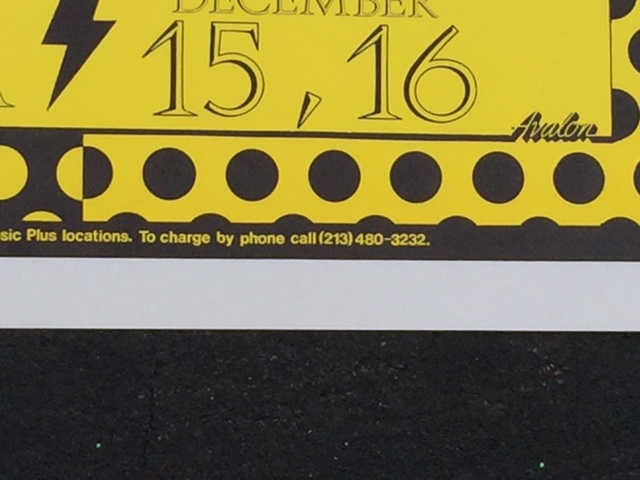 DECEMBER
15, 16
Avalon
sic Plus locations. To charge by phone call (213) 480-3232.